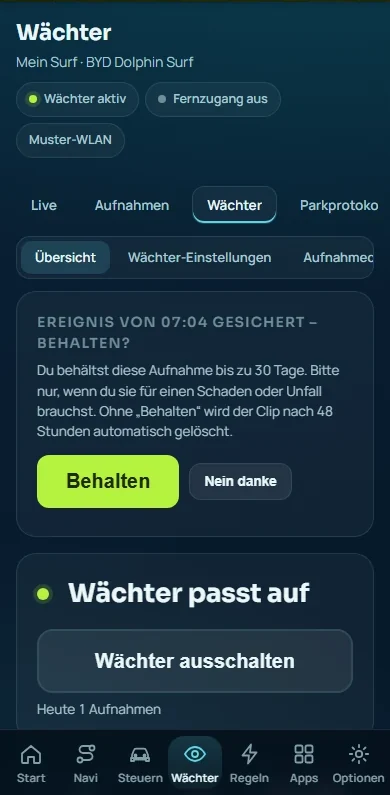 Wächter
Mein Surf · BYD Dolphin Surf
Wächter aktiv
Fernzugang aus
Muster-WLAN
Live
Aufnahmen
Wächter
Parkprotoko
Übersicht
Wächter-Einstellungen
Aufnahmed
EREIGNIS VON 07:04 GESICHERT –
BEHALTEN?
Du behältst diese Aufnahme bis zu 30 Tage. Bitte
nur, wenn du sie für einen Schaden oder Unfall
brauchst. Ohne „Behalten“ wird der Clip nach 48
Stunden automatisch gelöscht.
Behalten
Nein danke
Wächter passt auf
Wächter ausschalten
Heute 1 Aufnahmen
Start
Navi
Steuern
Wächter
Regeln
Apps
Optionen